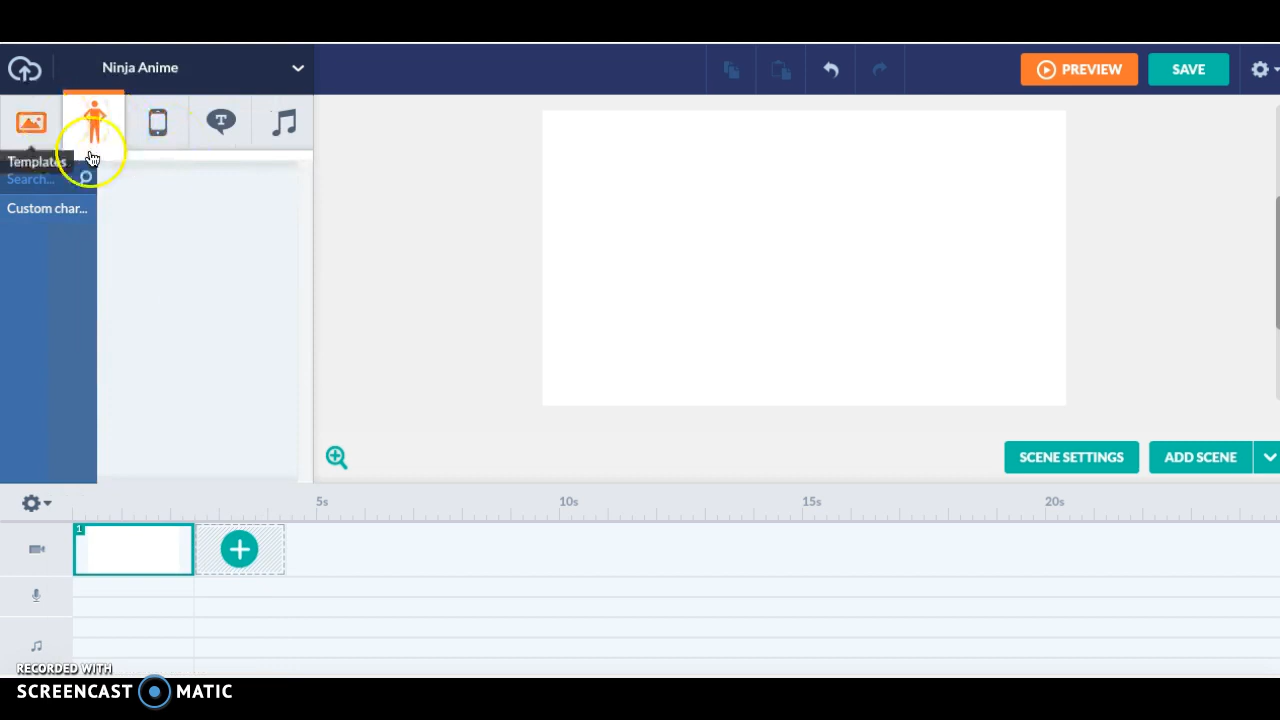 Ninja Anime
PREVIEW
SAVE
T
Templates
Search...
Custom char...
SCENE SETTINGS
ADD SCENE
5s
10s
15s
20s
1
RECORDED WITH
SCREENCAST MATIC